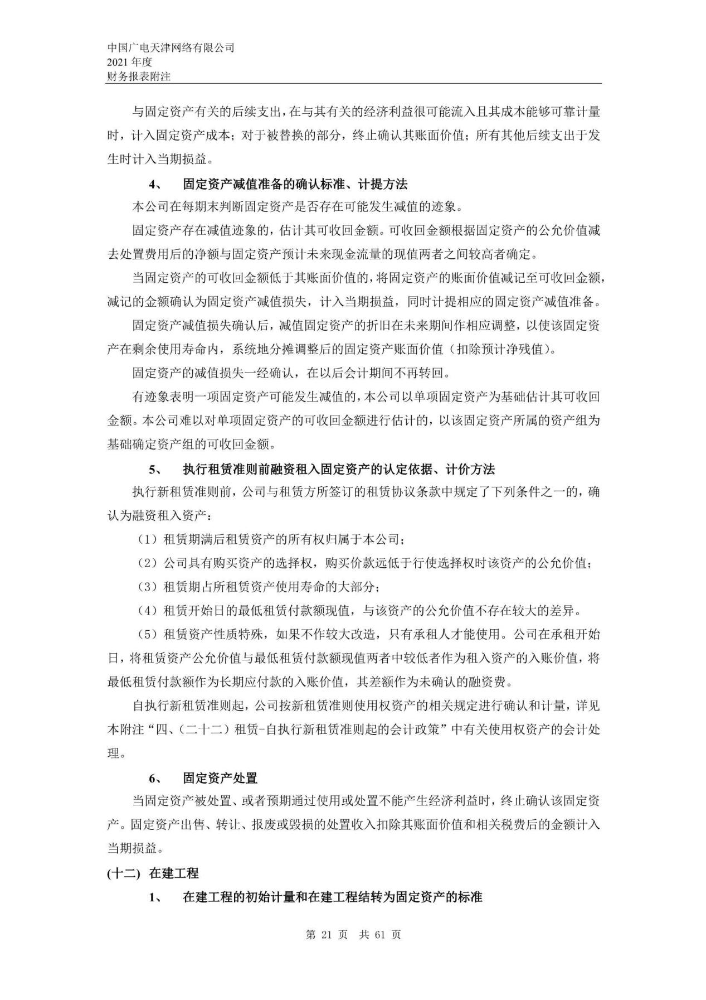 中国广电天津网络有限公司
2021 年度
财务报表附注
与固定资产有关的后续支出，在与其有关的经济利益很可能流入且其成本能够可靠计量
时，计入固定资产成本；对于被替换的部分，终止确认其账面价值；所有其他后续支出于发
生时计入当期损益。
4、 固定资产减值准备的确认标准、计提方法
本公司在每期末判断固定资产是否存在可能发生减值的迹象。
固定资产存在减值迹象的，估计其可收回金额。可收回金额根据固定资产的公允价值减
去处置费用后的净额与固定资产预计未来现金流量的现值两者之间较高者确定。
当固定资产的可收回金额低于其账面价值的，将固定资产的账面价值减记至可收回金额，
减记的金额确认为固定资产减值损失，计入当期损益，同时计提相应的固定资产减值准备。
固定资产减值损失确认后，减值固定资产的折旧在未来期间作相应调整，以使该固定资
产在剩余使用寿命内，系统地分摊调整后的固定资产账面价值（扣除预计净残值）。
固定资产的减值损失一经确认，在以后会计期间不再转回。
有迹象表明一项固定资产可能发生减值的，本公司以单项固定资产为基础估计其可收回
金额。本公司难以对单项固定资产的可收回金额进行估计的，以该固定资产所属的资产组为
基础确定资产组的可收回金额。
5、 执行租赁准则前融资租入固定资产的认定依据、计价方法
执行新租赁准则前，公司与租赁方所签订的租赁协议条款中规定了下列条件之一的，确
认为融资租入资产：
（1）租赁期满后租赁资产的所有权归属于本公司；
（2）公司具有购买资产的选择权，购买价款远低于行使选择权时该资产的公允价值；
（3）租赁期占所租赁资产使用寿命的大部分；
（4）租赁开始日的最低租赁付款额现值，与该资产的公允价值不存在较大的差异。
（5）租赁资产性质特殊，如果不作较大改造，只有承租人才能使用。公司在承租开始
日，将租赁资产公允价值与最低租赁付款额现值两者中较低者作为租入资产的入账价值，将
最低租赁付款额作为长期应付款的入账价值，其差额作为未确认的融资费。
自执行新租赁准则起，公司按新租赁准则使用权资产的相关规定进行确认和计量，详见
本附注“四、（二十二）租赁-自执行新租赁准则起的会计政策”中有关使用权资产的会计处
理。
6、 固定资产处置
当固定资产被处置、或者预期通过使用或处置不能产生经济利益时，终止确认该固定资
产。固定资产出售、转让、报废或毁损的处置收入扣除其账面价值和相关税费后的金额计入
当期损益。
(十二) 在建工程
1、 在建工程的初始计量和在建工程结转为固定资产的标准
第 21 页 共 61 页